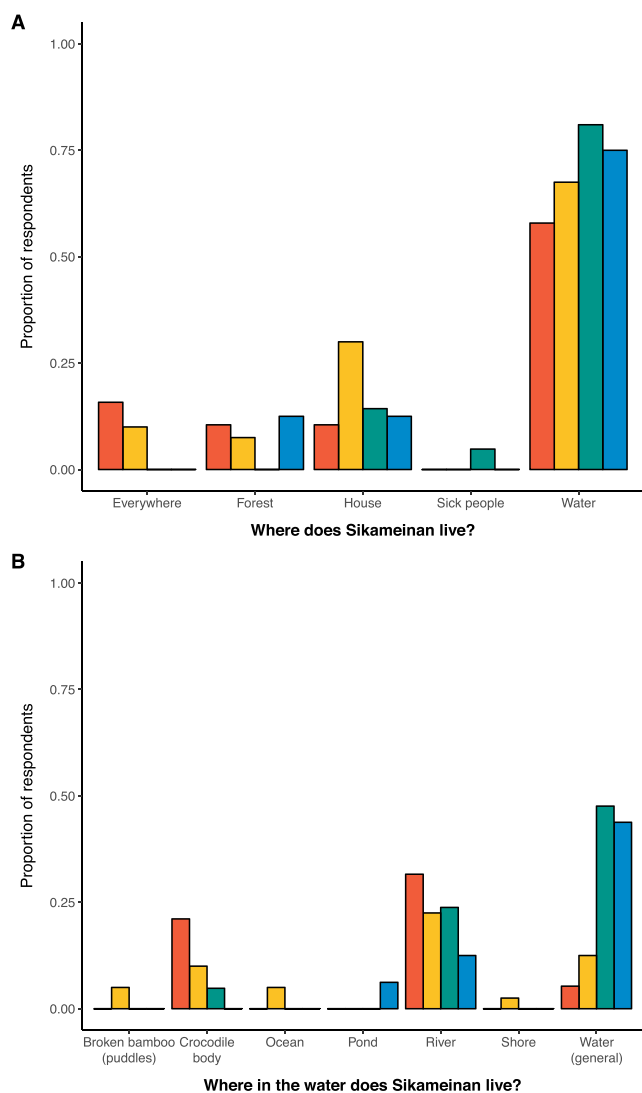 A
1.00
0.75
0.50
0.25
0.00
Proportion of respondents
Everywhere Forest House Sick people Water
Where does Sikameinan live?
B
1.00
0.75
0.50
0.25
0.00
Proportion of respondents
Broken bamboo Crocodile Ocean Pond River Shore Water
(puddles) body (general)
Where in the water does Sikameinan live?